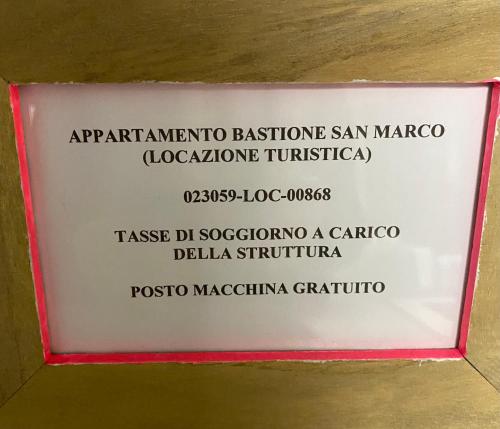 APPARTAMENTO BASTIONE SAN MARCO
(LOCAZIONE TURISTICA)
023059-LOC-00868
TASSE DI SOGGIORNO A CARICO
DELLA STRUTTURA
POSTO MACCHINA GRATUITO